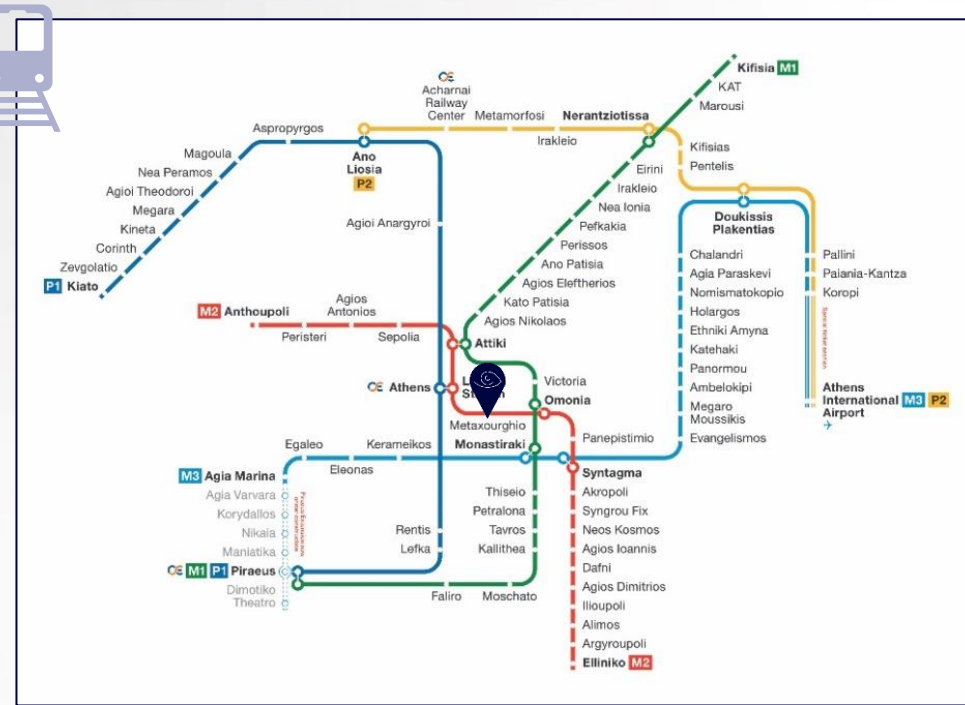 Kifisia M1
KAT
Marousi
Acharnai
Railway
Center
Metamorfosi
Nerantziotissa
Irakleio
Aspropyrgos
Magoula
Nea Peramos
Agioi Theodoroi
Megara
Kineta
Corinth
Zevgolatio
P1 Kiato
Ano
Liosia
P2
Agioi Anargyroi
Kifisias
Pentelis
Eirini
Irakleio
Nea Ionia
Pefkakia
Perissos
Ano Patisia
Agios Eleftherios
Kato Patisia
Agios Nikolaos
Attiki
Doukissis
Plakentias
Chalandri
Agia Paraskevi
Nomismatokopio
Holargos
Ethniki Amyna
Katehaki
Panormou
Ambelokipi
Megaro
Moussikis
Evangelismos
Pallini
Paiania-Kantza
Koropi
Athens
International M3 P2
Airport
M2 Anthoupoli
Peristeri
Agios
Antonios
Sepolia
Athens
Victoria
Omonia
Metaxourghio
Monastiraki
Panepistimio
Egaleo
Eleonas
Kerameikos
M3 Agia Marina
Agia Varvara
Korydallos
Nikaia
Maniatika
M1 P1 Piraeus
Dimotiko
Theatro
Rentis
Lefka
Thiseio
Petralona
Tavros
Kallithea
Faliro
Moschato
Syntagma
Akropoli
Syngrou Fix
Neos Kosmos
Agios Ioannis
Dafni
Agios Dimitrios
Ilioupoli
Alimos
Argyroupoli
Elliniko M2